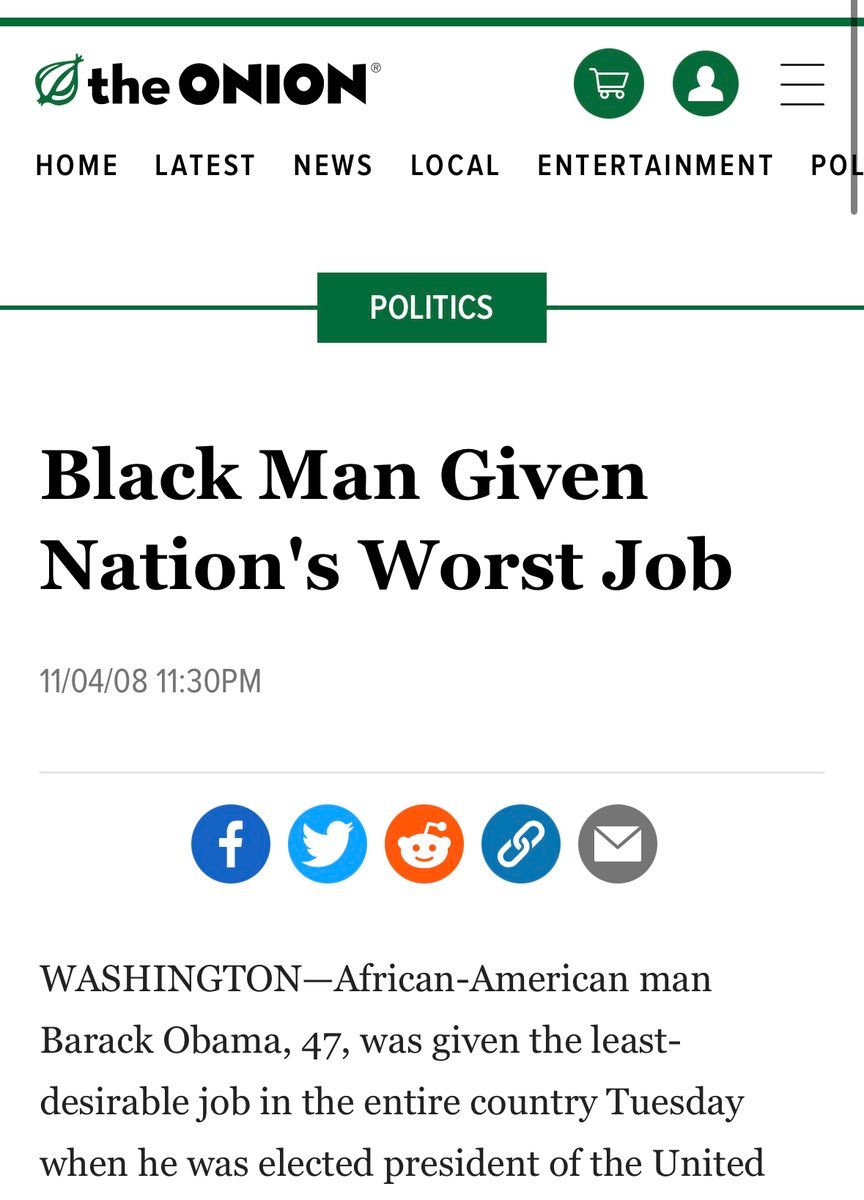 the ONION®
HOME LATEST NEWS LOCAL ENTERTAINMENT POL
POLITICS
Black Man Given
Nation's Worst Job
11/04/08 11:30PM
WASHINGTON—African-American man
Barack Obama, 47, was given the least-
desirable job in the entire country Tuesday
when he was elected president of the United